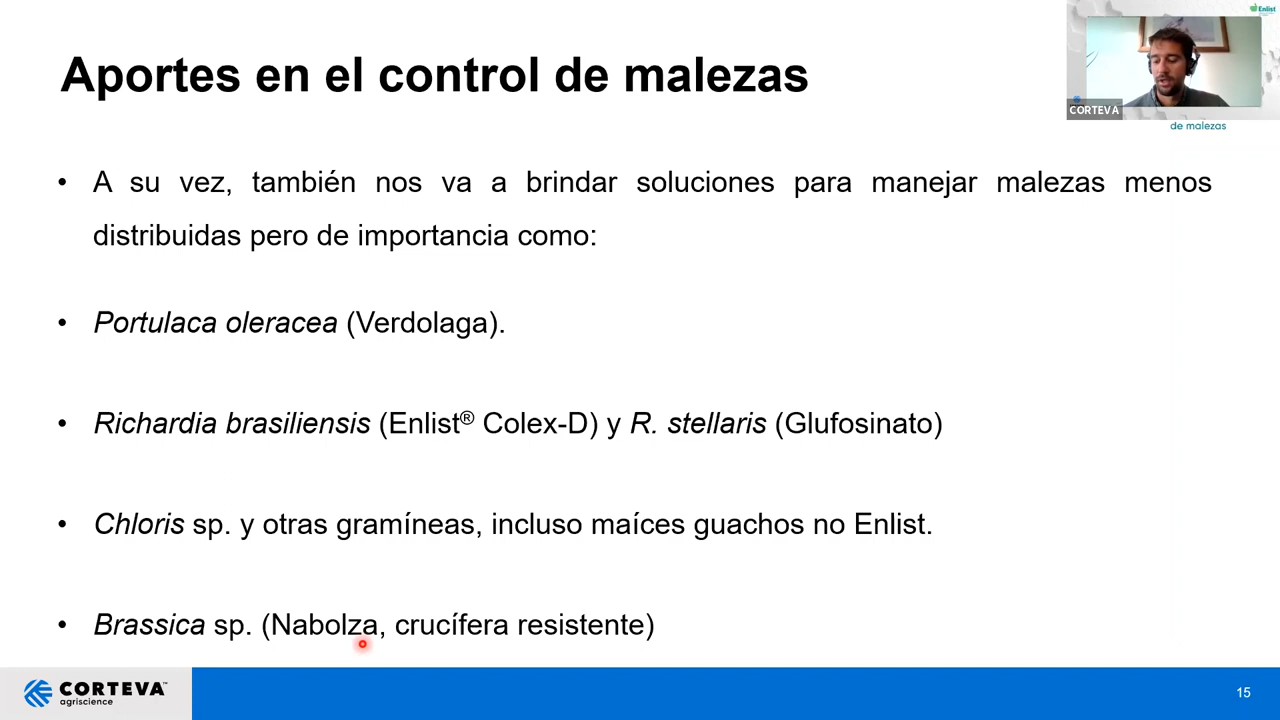 Enlist
Aportes en el control de malezas
CORTEVA
de malezas
• A su vez, también nos va a brindar soluciones para manejar malezas menos
distribuidas pero de importancia como:
• Portulaca oleracea (Verdolaga).
• Richardia brasiliensis (Enlist® Colex-D) y R. stellaris (Glufosinato)
• Chloris sp. y otras gramíneas, incluso maíces guachos no Enlist.
• Brassica sp. (Nabolza, crucífera resistente)
CORTEVA™
agriscience
15